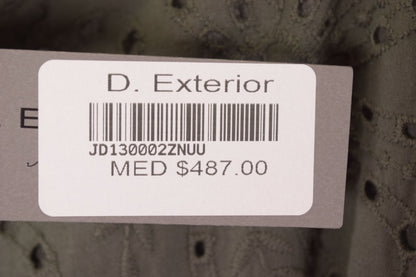 D. Exterior
JD130002ZNUU
MED $487.00
E